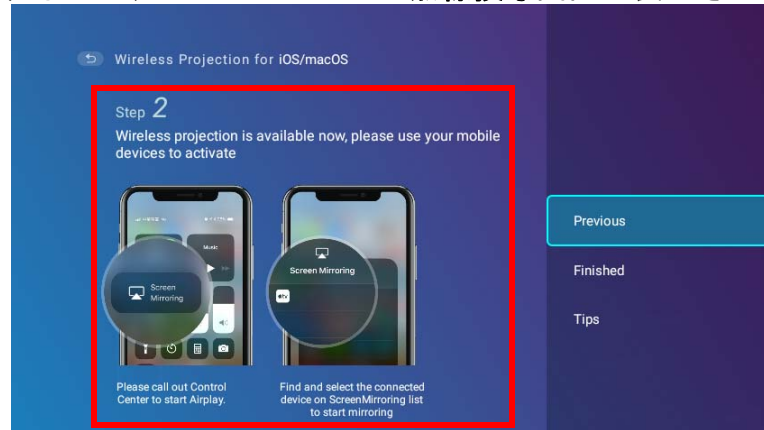 Wireless Projection for iOS/macOS
Step 2
Wireless projection is available now, please use your mobile
devices to activate
Music
Screen
Mirroring
Screen Mirroring
tv
Please call out Control
Center to start Airplay.
Find and select the connected
device on ScreenMirroring list
to start mirroring
Previous
Finished
Tips